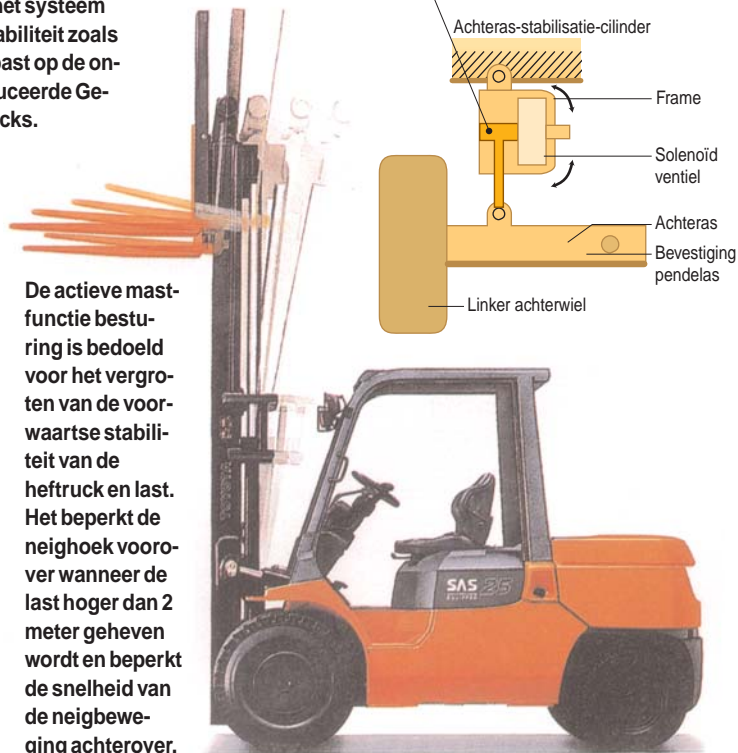 het systeem
abiliteit zoals
past op de on-
uceerde Ge-
cks.
Achteras-stabilisatie-cilinder
Frame
Solenoïd
ventiel
Achteras
Bevestiging
pendelas
Linker achterwiel
De actieve mast-
functie bestu-
ring is bedoeld
voor het vergro-
ten van de voor-
waartse stabili-
teit van de
heftruck en last.
Het beperkt de
neighoek vooro-
ver wanneer de
last hoger dan 2
meter geheven
wordt en beperkt
de snelheid van
de neigbewe-
ging achterover.
TOYOTA
SAS 25